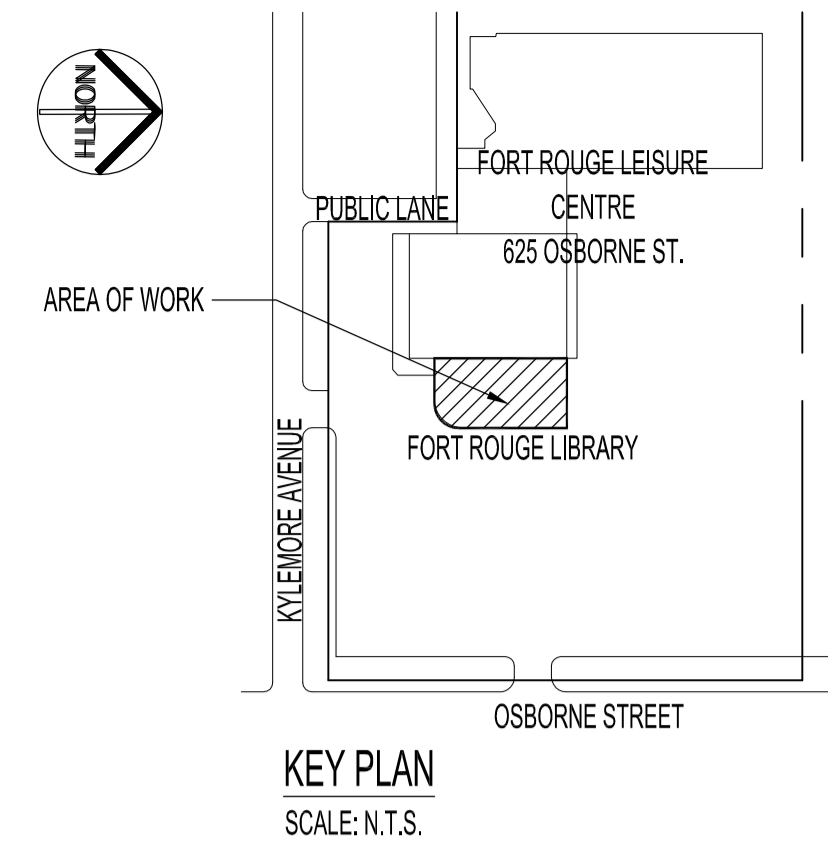 NORTH
FORT ROUGE LEISURE
CENTRE
625 OSBORNE ST.
PUBLIC LANE
AREA OF WORK
FORT ROUGE LIBRARY
KYLEMORE AVENUE
OSBORNE STREET
KEY PLAN
SCALE: N.T.S.